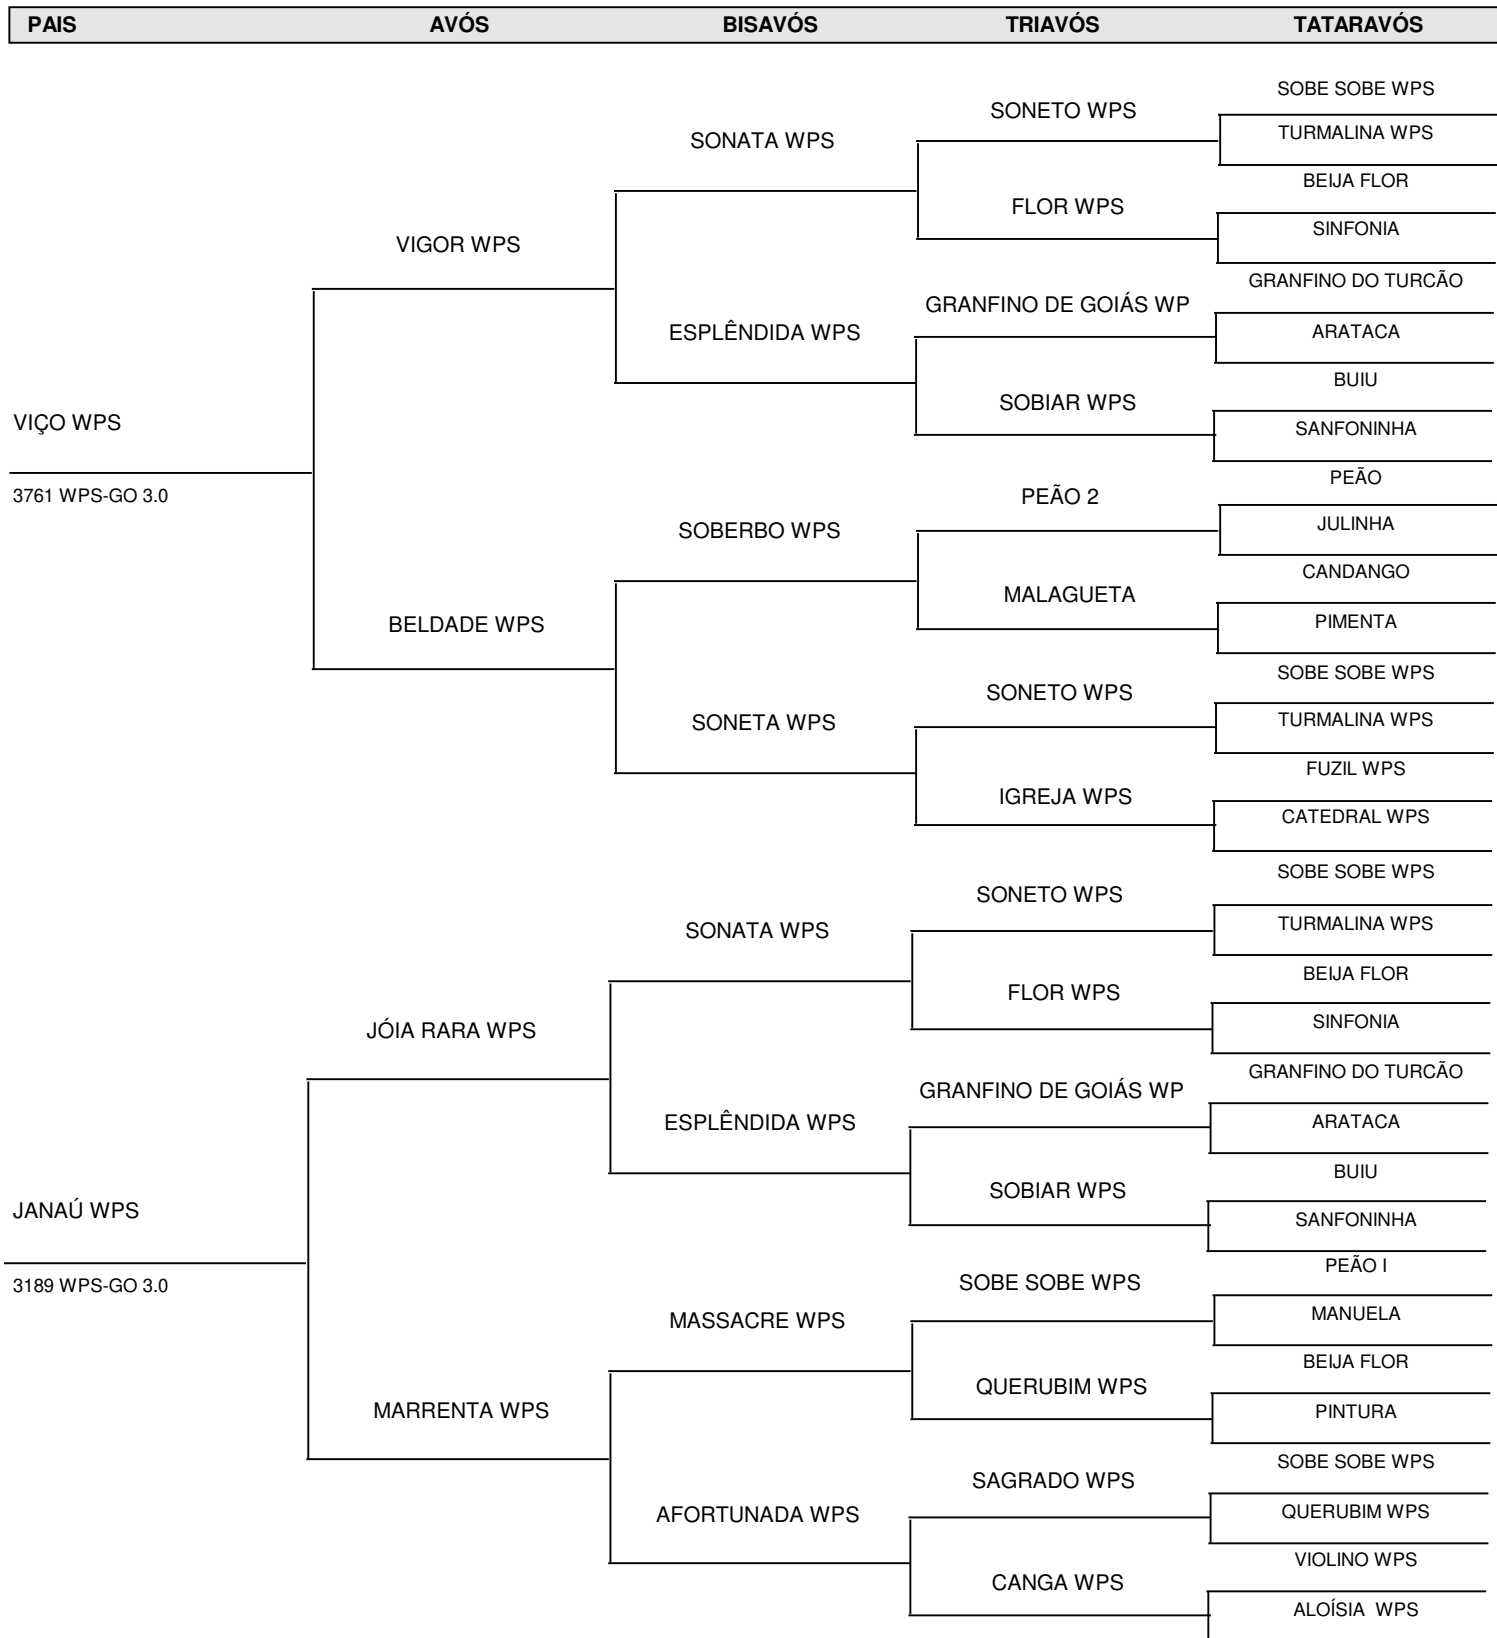 PAIS AVÓS BISAVÓS TRIAVÓS TATARAVÓS
SOBE SOBE WPS
SONETO WPS
TURMALINA WPS
SONATA WPS
BEIJA FLOR
FLOR WPS
SINFONIA
VIGOR WPS
GRANFINO DO TURCÃO
GRANFINO DE GOIÁS WP
ARATACA
ESPLÊNDIDA WPS
BUIU
SOBIAR WPS
SANFONINHA
VIÇO WPS
3761 WPS-GO 3.0
PEÃO
PEÃO 2
JULINHA
SOBERBO WPS
CANDANGO
MALAGUETA
PIMENTA
BELDADE WPS
SOBE SOBE WPS
SONETO WPS
TURMALINA WPS
SONETA WPS
FUZIL WPS
IGREJA WPS
CATEDRAL WPS
SOBE SOBE WPS
SONETO WPS
TURMALINA WPS
SONATA WPS
BEIJA FLOR
FLOR WPS
SINFONIA
JÓIA RARA WPS
GRANFINO DO TURCÃO
GRANFINO DE GOIÁS WP
ARATACA
ESPLÊNDIDA WPS
BUIU
SOBIAR WPS
SANFONINHA
JANAÚ WPS
3189 WPS-GO 3.0
PEÃO I
SOBE SOBE WPS
MANUELA
MASSACRE WPS
BEIJA FLOR
QUERUBIM WPS
PINTURA
MARRENTA WPS
SOBE SOBE WPS
SAGRADO WPS
QUERUBIM WPS
AFORTUNADA WPS
VIOLINO WPS
CANGA WPS
ALOÍSIA  WPS